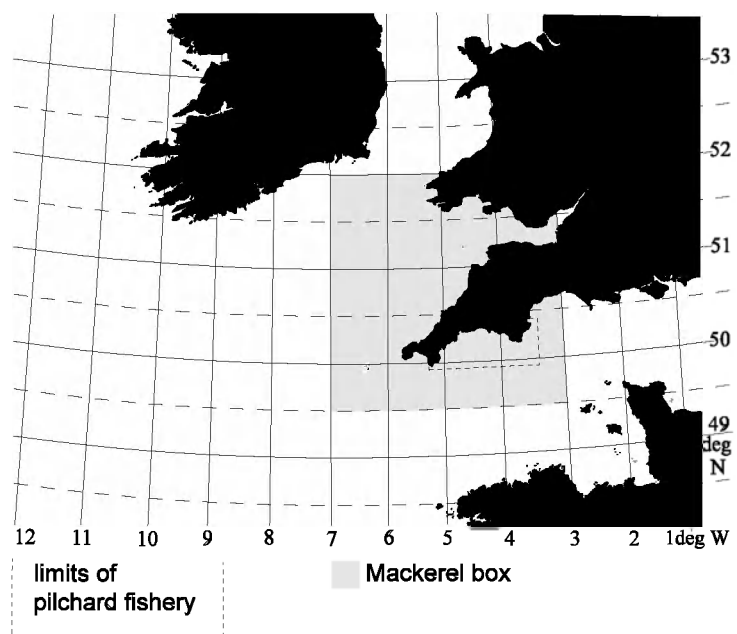 53
52
51
50
49
deg
N
12 11 10 9 8 7 6 5 4 3 2 1deg W
limits of
pilchard fishery
Mackerel box